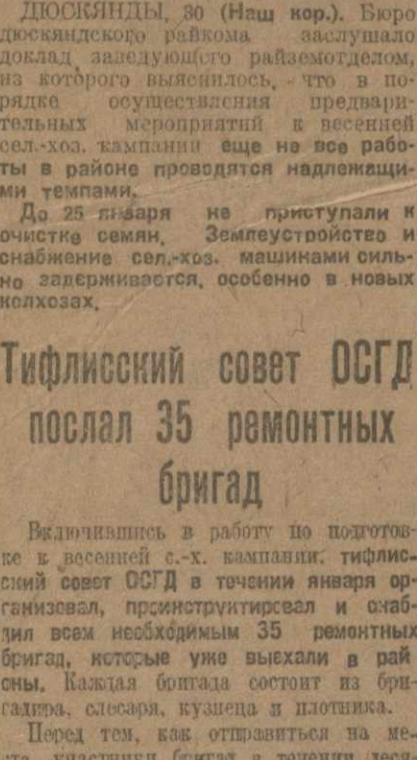 ДЮСКЯНДЫ, 30 (Наш кор.). Бюро
дюскяндского райкома заслушало
доклад заведующего райземотделом,
из которого выяснилось, что в по-
рядке осуществления предвари-
тельных мероприятий к весенней
сел.-хоз. кампании еще не все рабо-
ты в районе проводятся надлежащи-
ми темпами.
До 25 января не приступали к
очистке семян. Землеустройство и
снабжение сел.-хоз. машинами силь-
но задерживается, особенно в новых
колхозах.
Тифлисский совет ОСГД
послал 35 ремонтных
бригад
Включившись в работу по подготов-
ке к весенней с.-х. кампании, тифлис-
ский совет ОСГД в течении января ор-
ганизовал, проинструктировал и снаб-
дил всем необходимым 35 ремонтных
бригад, которые уже выехали в рай
оны. Каждая бригада состоит из бри-
гадира, слесаря, кузнеца и плотника.
Перед тем, как отправиться на ме-
ста, участники бригад в течении деся-